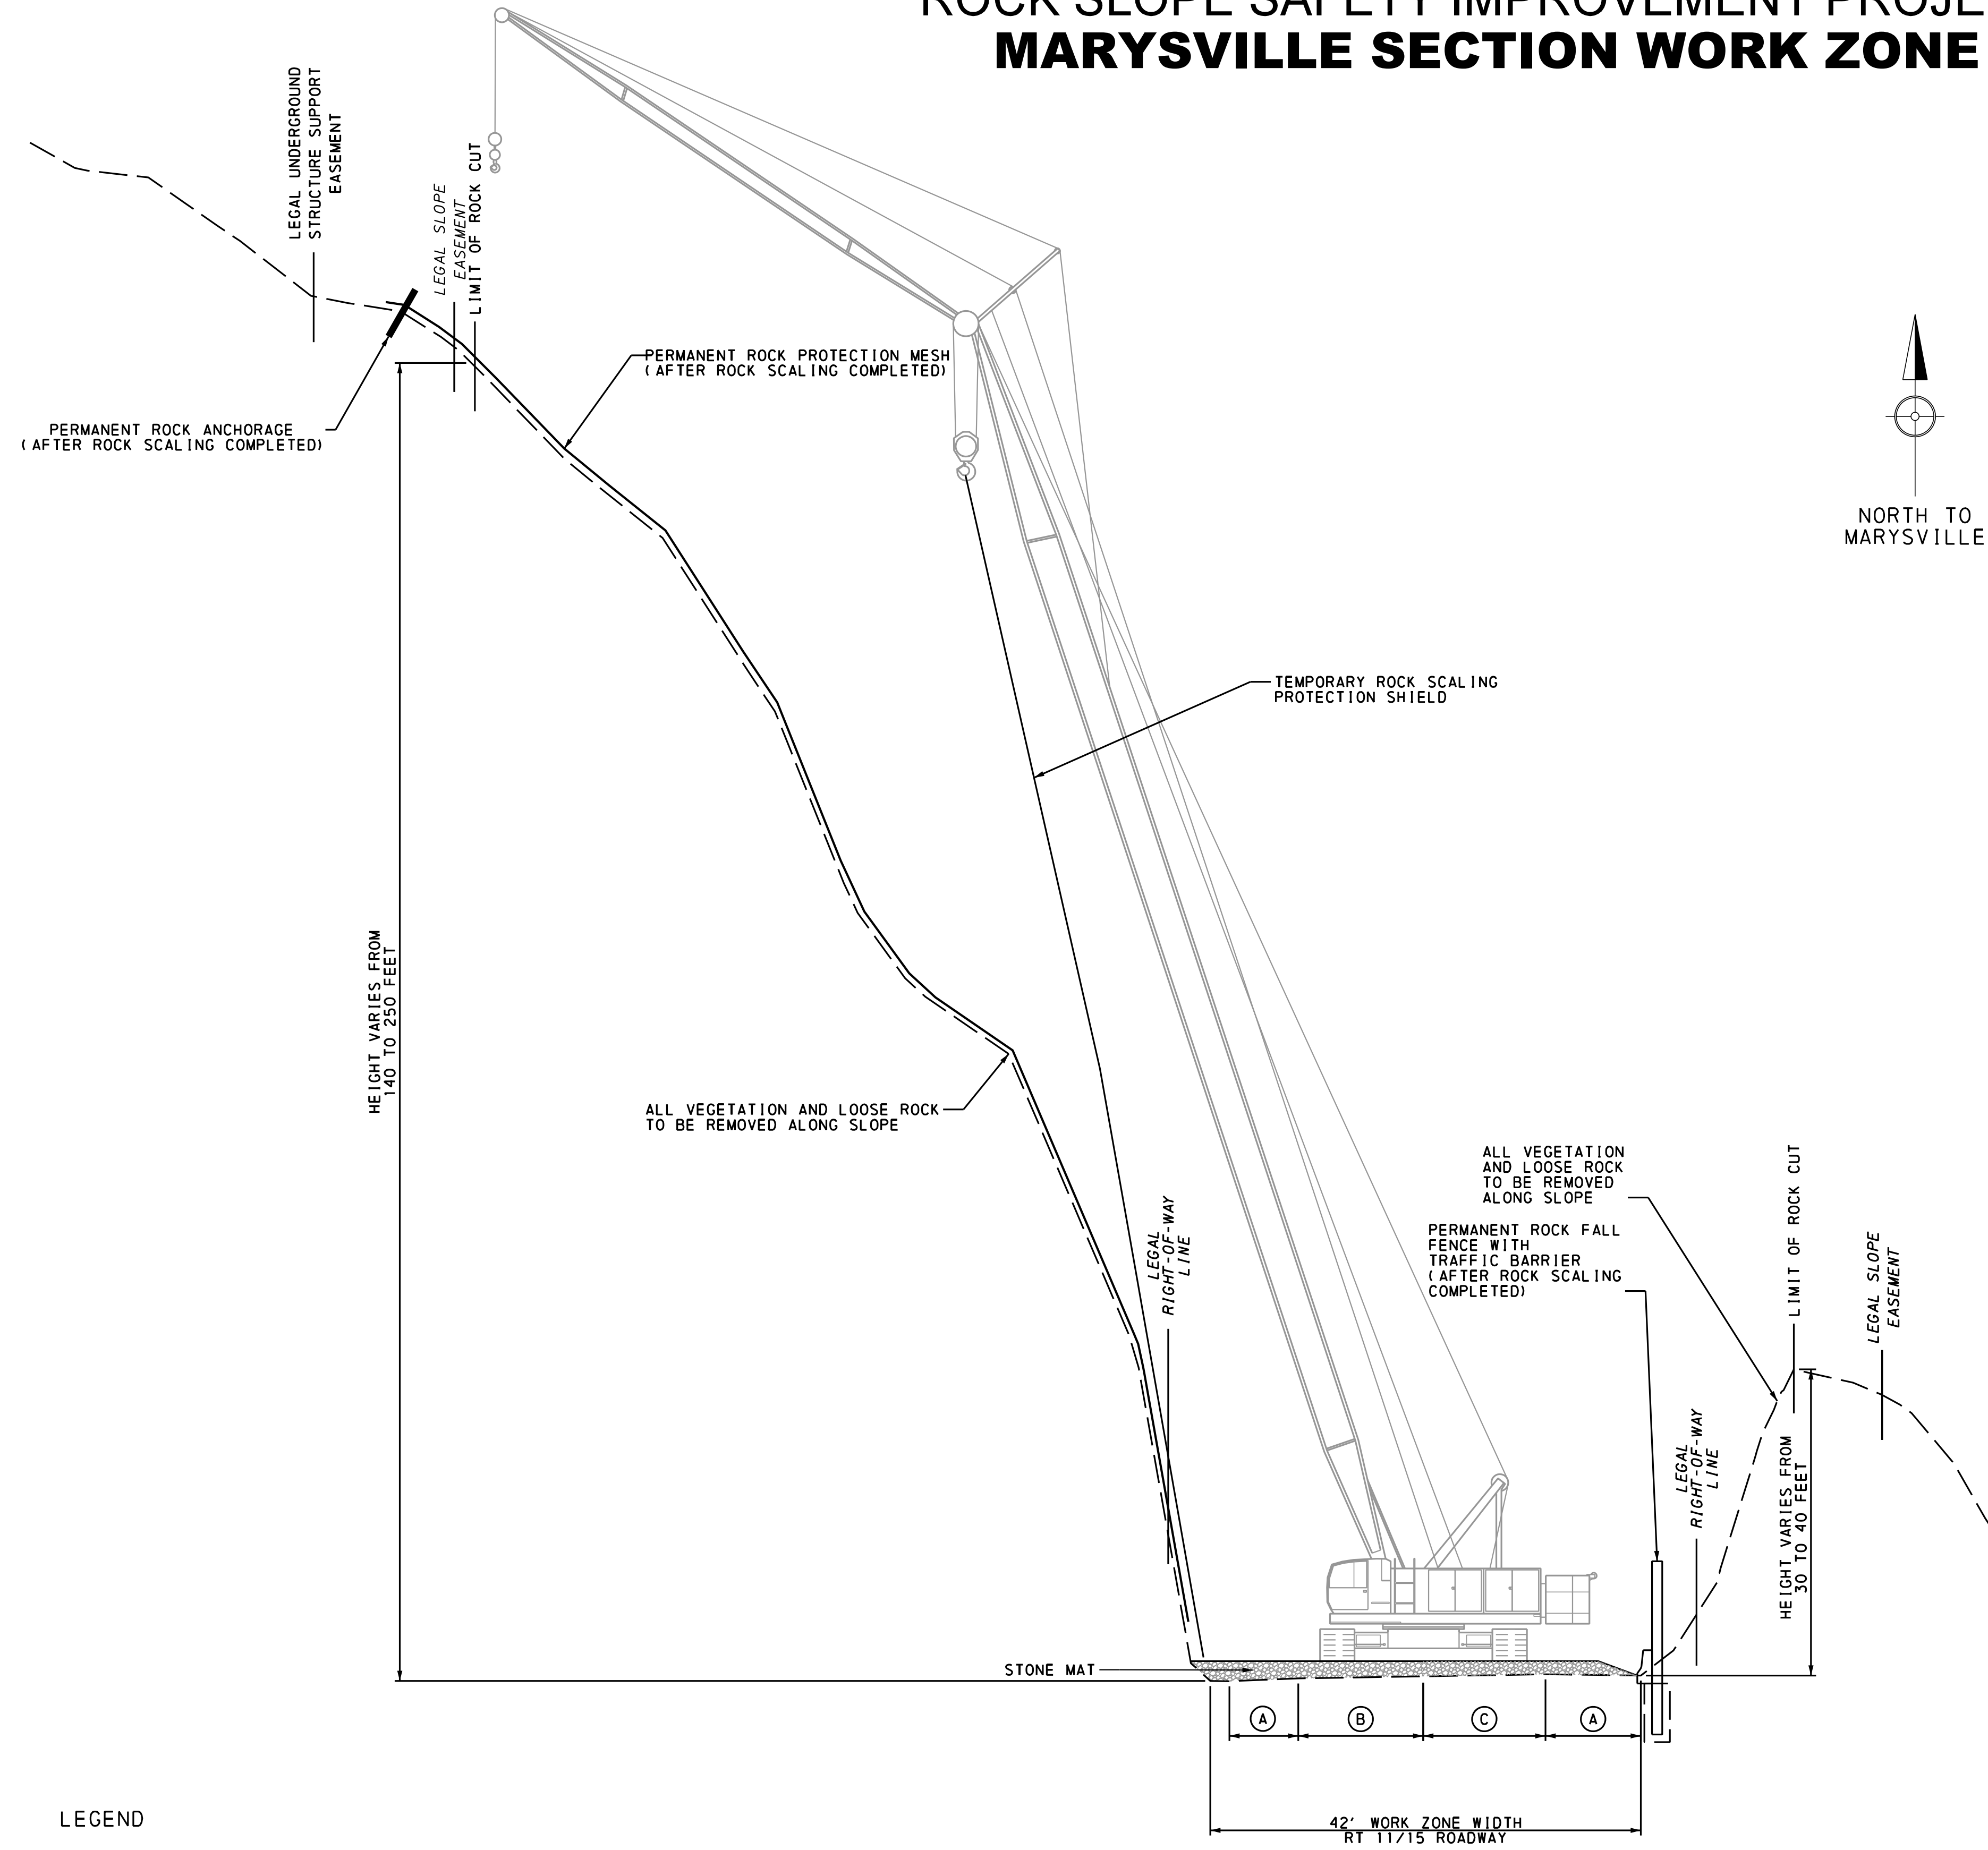 ROCK SLOPE SAFETY IMPROVEMENT PROJE
MARYSVILLE SECTION WORK ZONE
LEGAL UNDERGROUND
STRUCTURE SUPPORT
EASEMENT
LEGAL SLOPE
EASEMENT
LIMIT OF ROCK CUT
PERMANENT ROCK PROTECTION MESH
(AFTER ROCK SCALING COMPLETED)
PERMANENT ROCK ANCHORAGE
(AFTER ROCK SCALING COMPLETED)
NORTH TO
MARYSVILLE
TEMPORARY ROCK SCALING
PROTECTION SHIELD
HEIGHT VARIES FROM
140 TO 250 FEET
ALL VEGETATION AND LOOSE ROCK
TO BE REMOVED ALONG SLOPE
LEGAL
RIGHT-OF-WAY
LINE
ALL VEGETATION
AND LOOSE ROCK
TO BE REMOVED
ALONG SLOPE
PERMANENT ROCK FALL
FENCE WITH
TRAFFIC BARRIER
(AFTER ROCK SCALING
COMPLETED)
LIMIT OF ROCK CUT
LEGAL SLOPE
EASEMENT
LEGAL
RIGHT-OF-WAY
LINE
HEIGHT VARIES FROM
30 TO 40 FEET
STONE MAT
A
B
C
A
42' WORK ZONE WIDTH
RT 11/15 ROADWAY
LEGEND